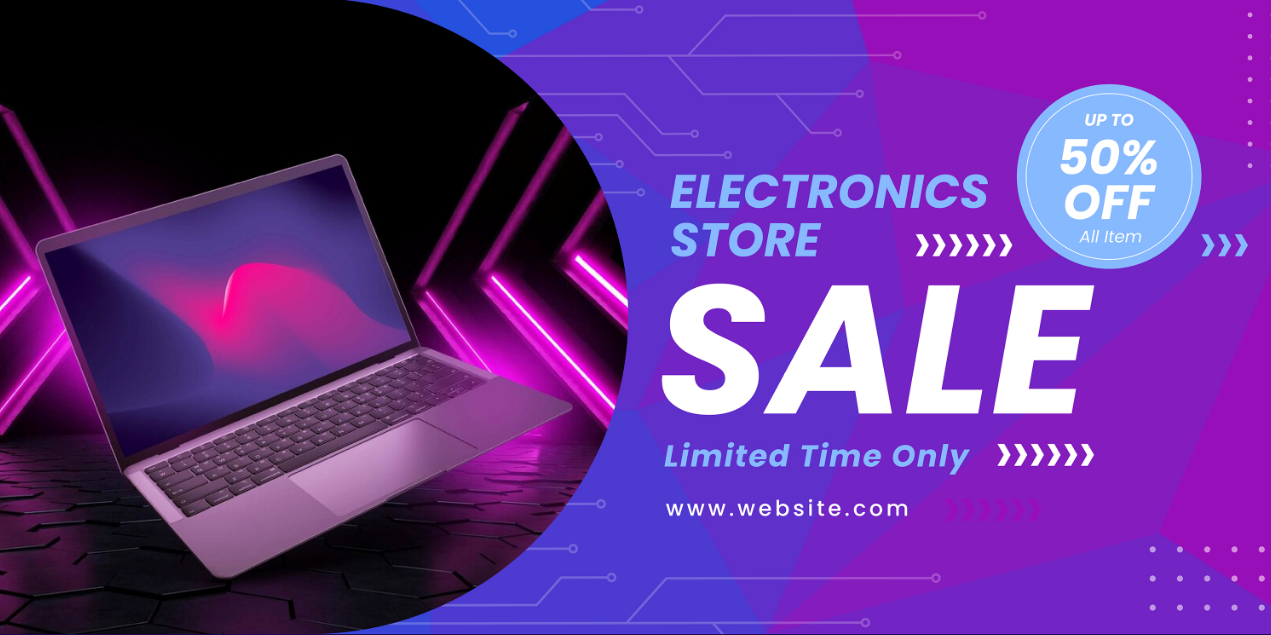 ELECTRONICS
STORE
UP TO
50%
OFF
All Item
SALE
Limited Time Only
www.website.com